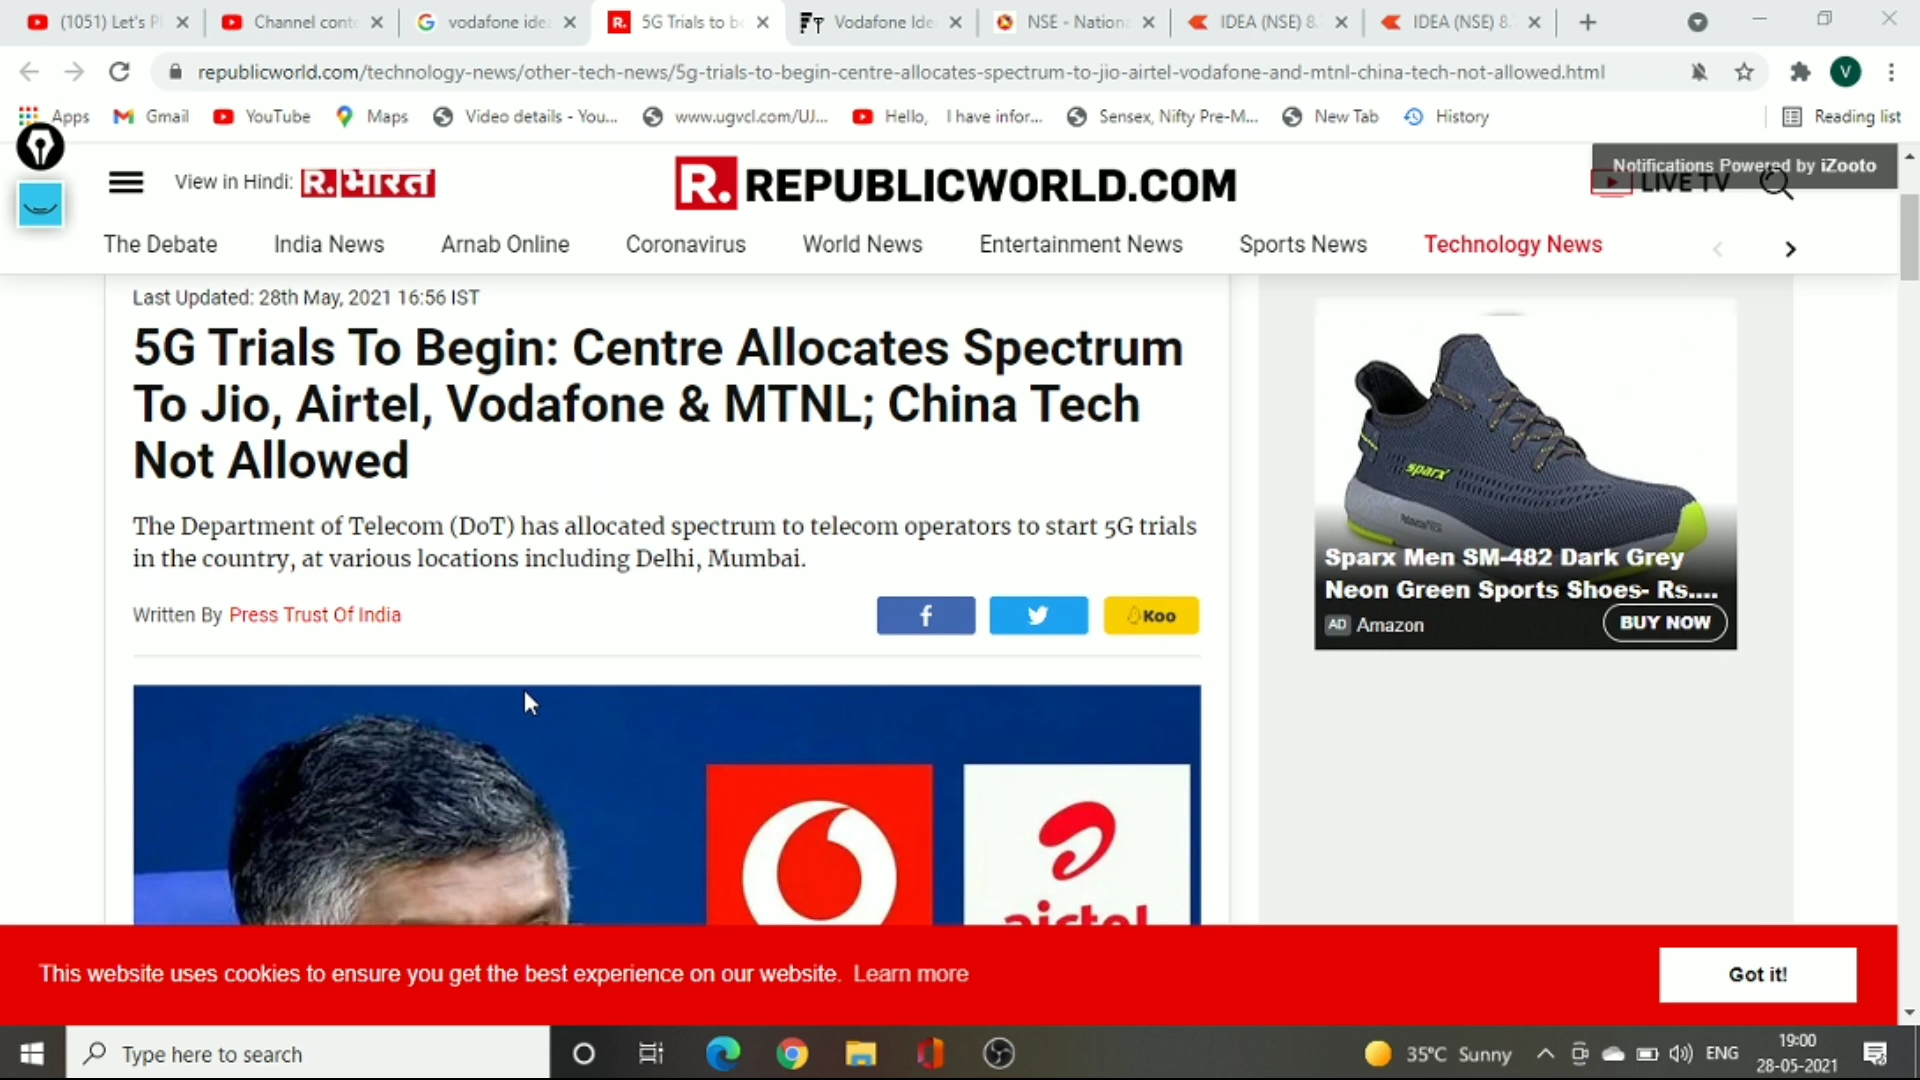 (1051) Let's Pl
Channel conte
vodafone idea
5G Trials to be
Vodafone Ide
NSE - Nationa
IDEA (NSE) 8.
IDEA (NSE) 8.
republicworld.com/technology-news/other-tech-news/5g-trials-to-begin-centre-allocates-spectrum-to-jio-airtel-vodafone-and-mtnl-china-tech-not-allowed.html
V
Apps Gmail YouTube Maps Video details - You... www.ugvcl.com/UJ... Hello, I have infor... Sensex, Nifty Pre-M... New Tab History Reading list
Notifications Powered by iZooto
View in Hindi: R. भारत
R. REPUBLICWORLD.COM
LIVE TV
The Debate India News Arnab Online Coronavirus World News Entertainment News Sports News Technology News
Last Updated: 28th May, 2021 16:56 IST
5G Trials To Begin: Centre Allocates Spectrum
To Jio, Airtel, Vodafone & MTNL; China Tech
Not Allowed
The Department of Telecom (DoT) has allocated spectrum to telecom operators to start 5G trials
in the country, at various locations including Delhi, Mumbai.
Written By Press Trust Of India
Koo
sparx
Sparx Men SM-482 Dark Grey
Neon Green Sports Shoes- Rs....
AD Amazon
BUY NOW
airtel
This website uses cookies to ensure you get the best experience on our website. Learn more
Got it!
Type here to search
35°C Sunny
ENG
19:00
28-05-2021